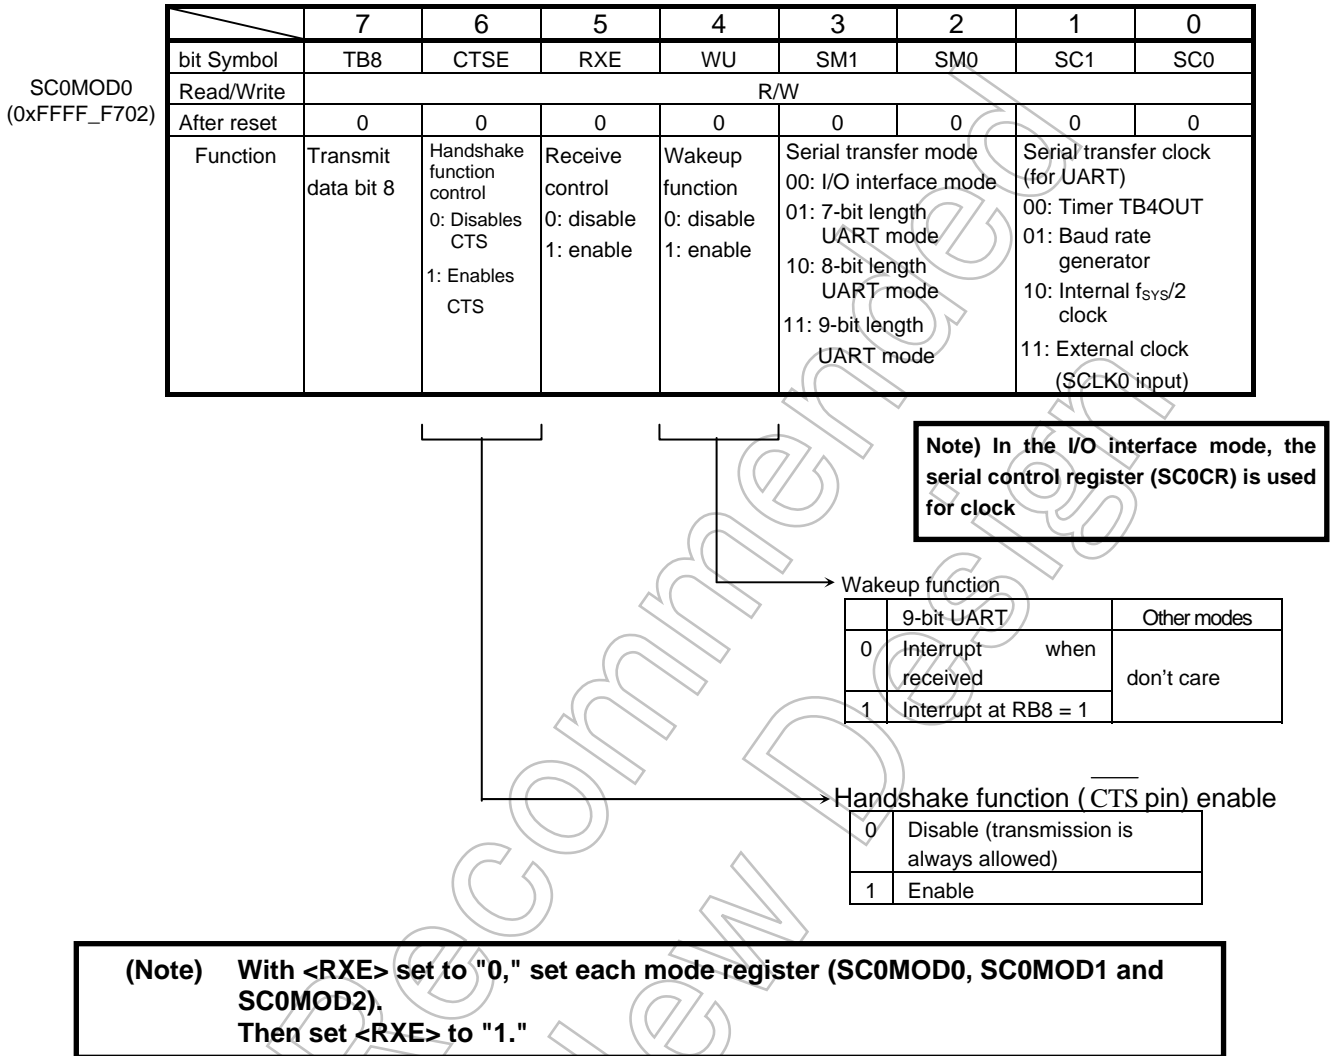 7 6 5 4 3 2 1 0
bit Symbol TB8 CTSE RXE WU SM1 SM0 SC1 SC0
SC0MOD0
(0xFFFF_F702)
Read/Write R/W
After reset 0 0 0 0 0 0 0 0
Function
Transmit
data bit 8
Handshake
function
control
0: Disables
CTS
1: Enables
CTS
Receive
control
0: disable
1: enable
Wakeup
function
0: disable
1: enable
Serial transfer mode
00: I/O interface mode
01: 7-bit length
UART mode
10: 8-bit length
UART mode
11: 9-bit length
UART mode
Serial transfer clock
(for UART)
00: Timer TB4OUT
01: Baud rate
generator
10: Internal fSYS/2
clock
11: External clock
(SCLK0 input)
Note) In the I/O interface mode, the
serial control register (SC0CR) is used
for clock
Wakeup function
9-bit UART Other modes
0 Interrupt when
received
don't care
1 Interrupt at RB8 = 1
Handshake function ( CTS pin) enable
0 Disable (transmission is
always allowed)
1 Enable
(Note) With <RXE> set to "0," set each mode register (SC0MOD0, SC0MOD1 and
SC0MOD2).
Then set <RXE> to "1."
Recommended
New Design